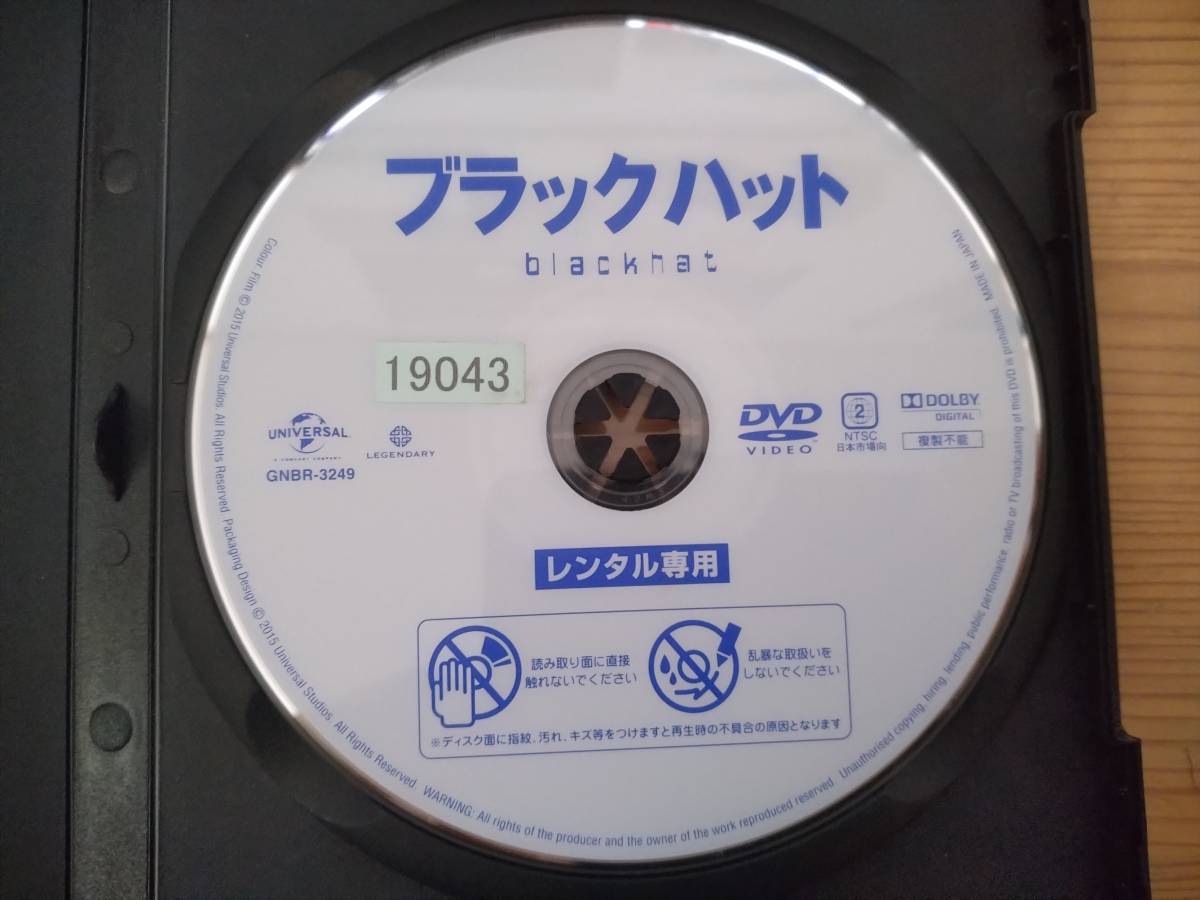 ブラックハット
blackhat
19043
UNIVERSAL
A COMCAST COMPANY
GNBR-3249
LEGENDARY
DVD
VIDEO
2
NTSC
日本市場向
DOLBY
DIGITAL
複製不能
レンタル専用
読み取り面に直接
触れないでください
乱暴な取扱いを
しないでください
※ディスク面に指紋、汚れ、キズ等をつけますと再生時の不具合の原因となります
Colour Film © 2015 Universal Studios. All Rights Reserved. Packaging Design © 2015 Universal Studios. All Rights Reserved. WARNING: All rights of the producer and the owner of the work reproduced reserved. Unauthorised copying, hiring, lending, public performance, radio or TV broadcasting of this DVD is prohibited. MADE IN JAPAN